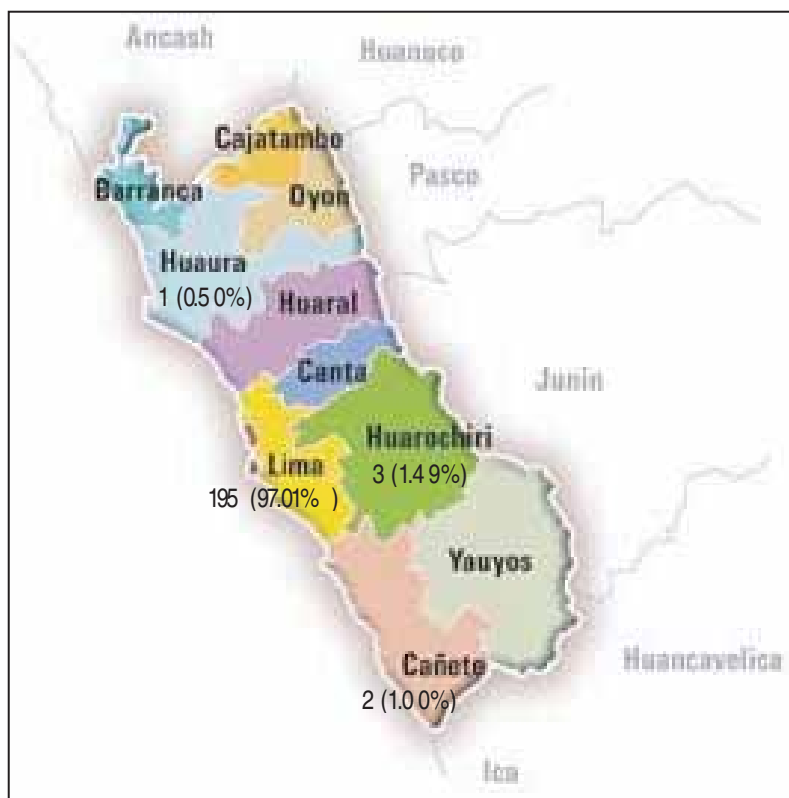 Ancash
Huanuco
Cajatambo
Pasco
Barranca
Oyon
Huaura
1 (0.5 0%)
Huaral
Canta
Junin
Huarochiri
3 (1.4 9%)
Lima
195 (97.01% )
Yauyos
Cañete
2 (1.0 0%)
Huancavelica
Ica